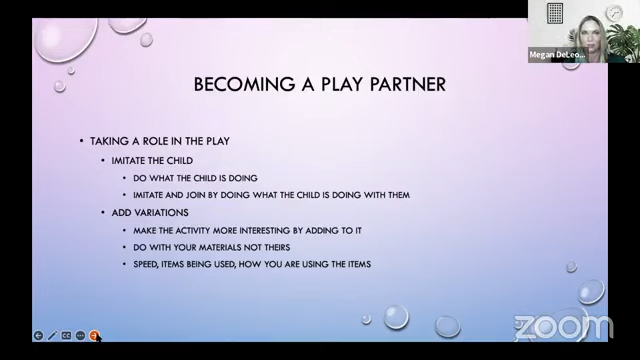 Megan DeLeo...
BECOMING A PLAY PARTNER
• TAKING A ROLE IN THE PLAY
• IMITATE THE CHILD
• DO WHAT THE CHILD IS DOING
• IMITATE AND JOIN BY DOING WHAT THE CHILD IS DOING WITH THEM
• ADD VARIATIONS
• MAKE THE ACTIVITY MORE INTERESTING BY ADDING TO IT
• DO WITH YOUR MATERIALS NOT THEIRS
• SPEED, ITEMS BEING USED, HOW YOU ARE USING THE ITEMS
CC
zoom